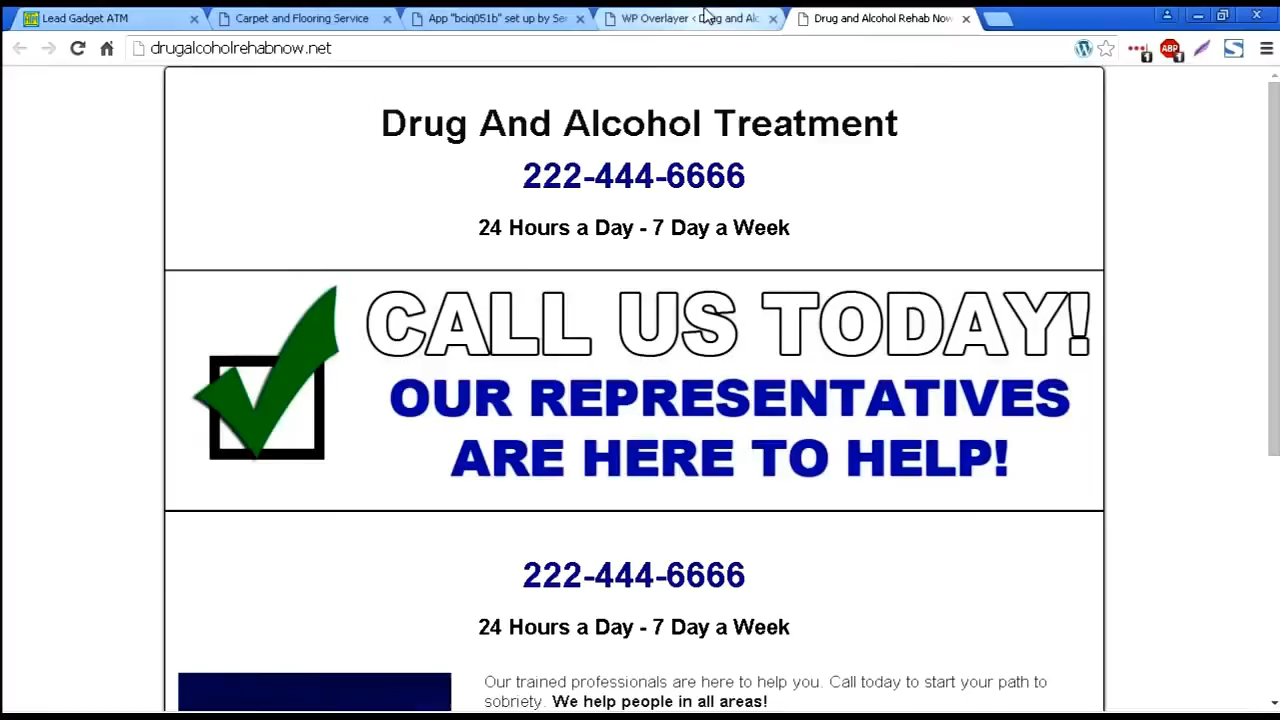 Lead Gadget ATM
Carpet and Flooring Service
App "bciq051b" set up by Se
WP Overlayer ‹ Drug and Alc
Drug and Alcohol Rehab Now
drugalcoholrehabnow.net
ABP
1
1
Drug And Alcohol Treatment
222-444-6666
24 Hours a Day - 7 Day a Week
CALL US TODAY!
OUR REPRESENTATIVES
ARE HERE TO HELP!
222-444-6666
24 Hours a Day - 7 Day a Week
Our trained professionals are here to help you. Call today to start your path to
sobriety. We help people in all areas!